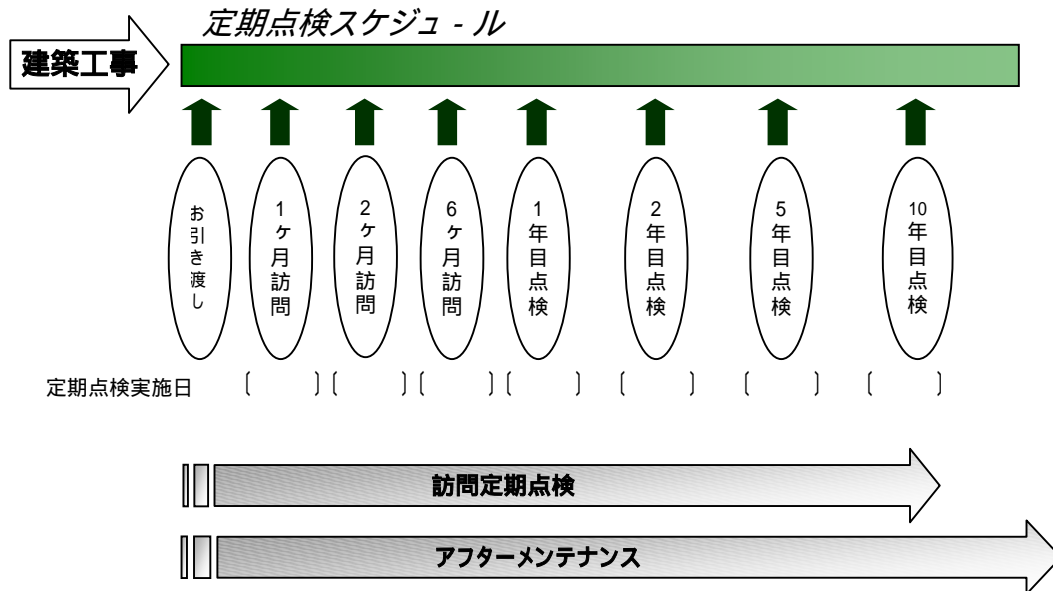 定期点検スケジュ-ル
建築工事
お引き渡し
1ヶ月訪問
2ヶ月訪問
6ヶ月訪問
1年目点検
2年目点検
5年目点検
10年目点検
定期点検実施日 〔 〕〔 〕〔 〕〔 〕 〔 〕 〔 〕 〔 〕
訪問定期点検
アフターメンテナンス